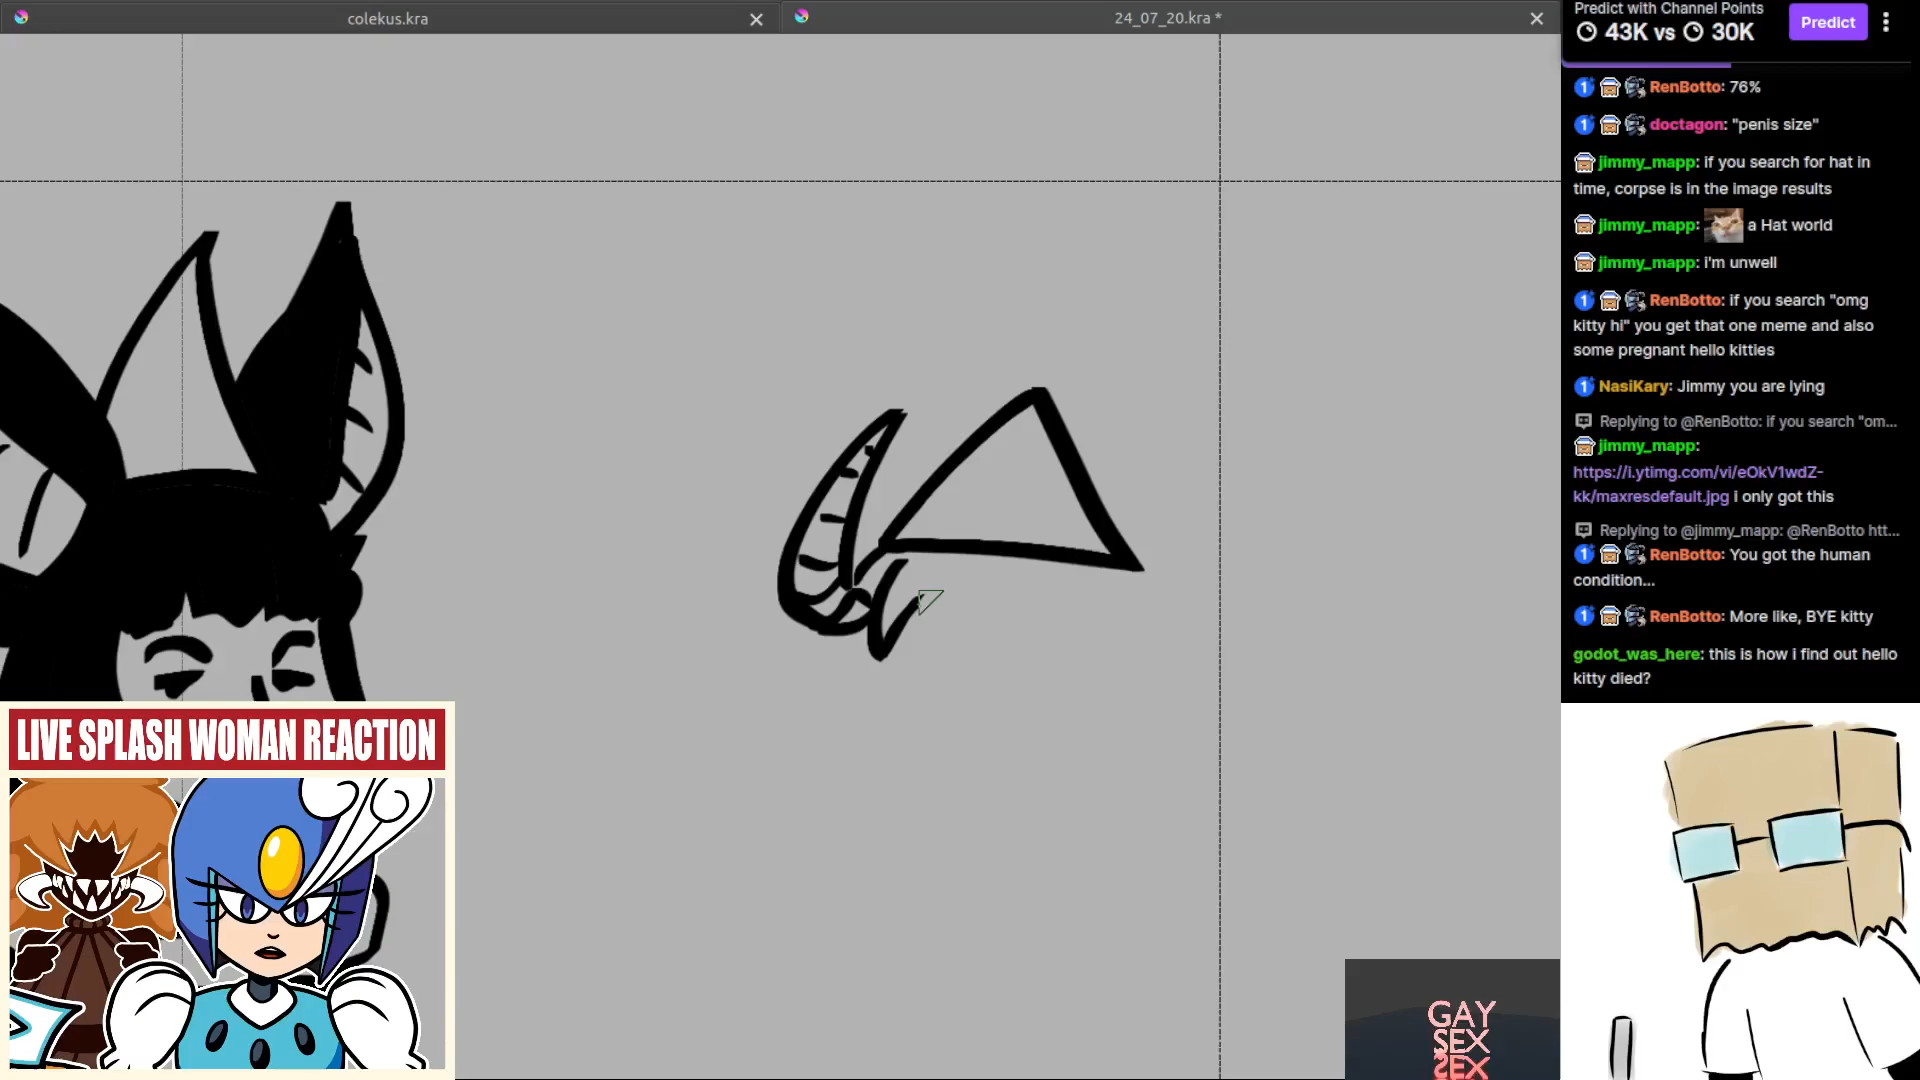 colekus.kra
24_07_20.kra *
Predict with Channel Points
43K vs 30K
Predict
RenBotto: 76%
doctagon: "penis size"
jimmy_mapp: if you search for hat in
time, corpse is in the image results
jimmy_mapp: a Hat world
jimmy_mapp: i'm unwell
RenBotto: if you search "omg
kitty hi" you get that one meme and also
some pregnant hello kitties
NasiKary: Jimmy you are lying
Replying to @RenBotto: if you search "om...
jimmy_mapp:
https://i.ytimg.com/vi/eOkV1wdZ-
kk/maxresdefault.jpg i only got this
Replying to @jimmy_mapp: @RenBotto htt...
RenBotto: You got the human
condition...
RenBotto: More like, BYE kitty
godot_was_here: this is how i find out hello
kitty died?
LIVE SPLASH WOMAN REACTION
GAY
SEX
SEX